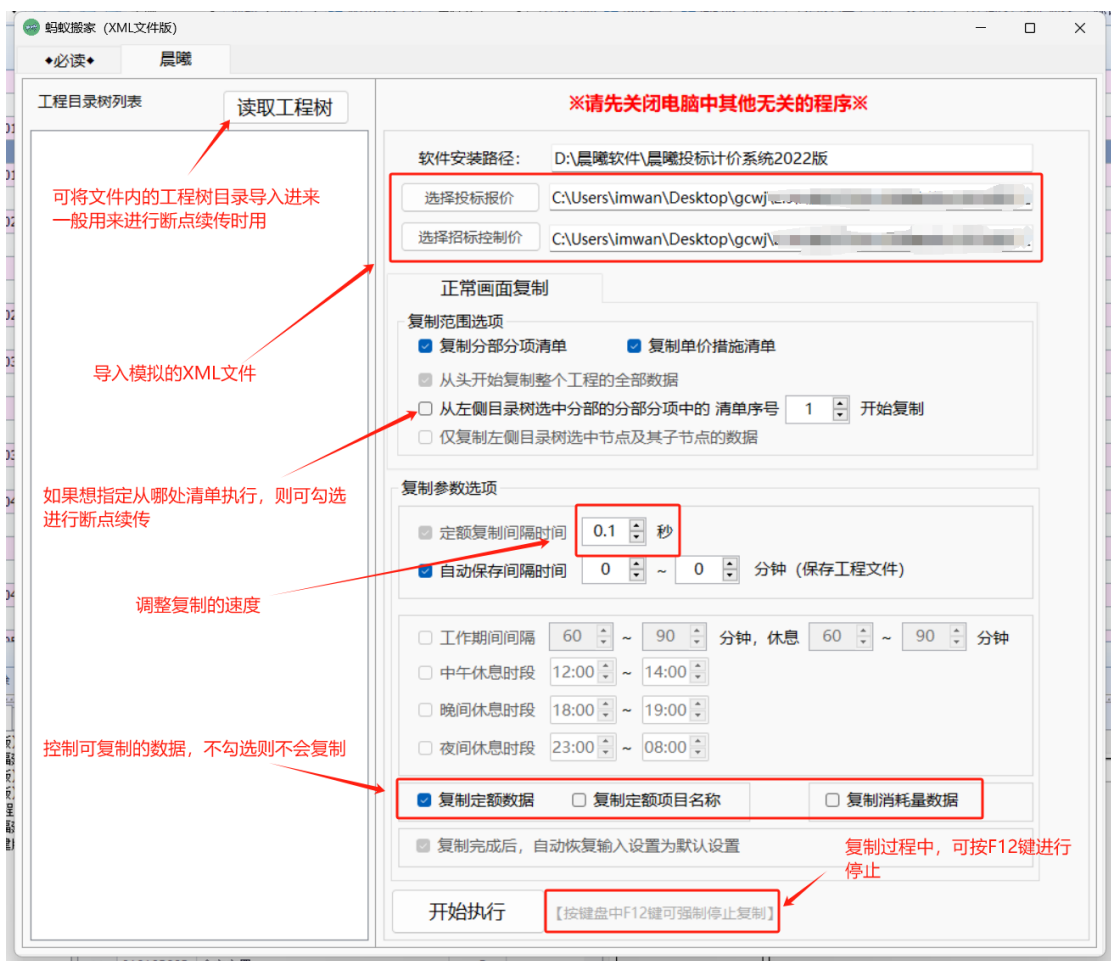 蚂蚁搬家（XML文件版）
◆必读◆
晨曦
工程目录树列表
读取工程树
可将文件内的工程树目录导入进来
一般用来进行断点续传时用
导入模拟的XML文件
如果想指定从哪处清单执行，则可勾选
进行断点续传
调整复制的速度
控制可复制的数据，不勾选则不会复制
※请先关闭电脑中其他无关的程序※
软件安装路径： D:\晨曦软件\晨曦投标计价系统2022版
选择投标报价 C:\Users\imwan\Desktop\gcwj\
选择招标控制价 C:\Users\imwan\Desktop\gcwj\
正常画面复制
复制范围选项
复制分部分项清单 复制单价措施清单
从头开始复制整个工程的全部数据
从左侧目录树选中分部的分部分项中的 清单序号 1 开始复制
仅复制左侧目录树选中节点及其子节点的数据
复制参数选项
定额复制间隔时间 0.1 秒
自动保存间隔时间 0 ~ 0 分钟（保存工程文件）
工作期间间隔 60 ~ 90 分钟，休息 60 ~ 90 分钟
中午休息时段 12:00 ~ 14:00
晚间休息时段 18:00 ~ 19:00
夜间休息时段 23:00 ~ 08:00
复制定额数据 复制定额项目名称 复制消耗量数据
复制完成后，自动恢复输入设置为默认设置
复制过程中，可按F12键进行
停止
开始执行 【按键盘中F12键可强制停止复制】